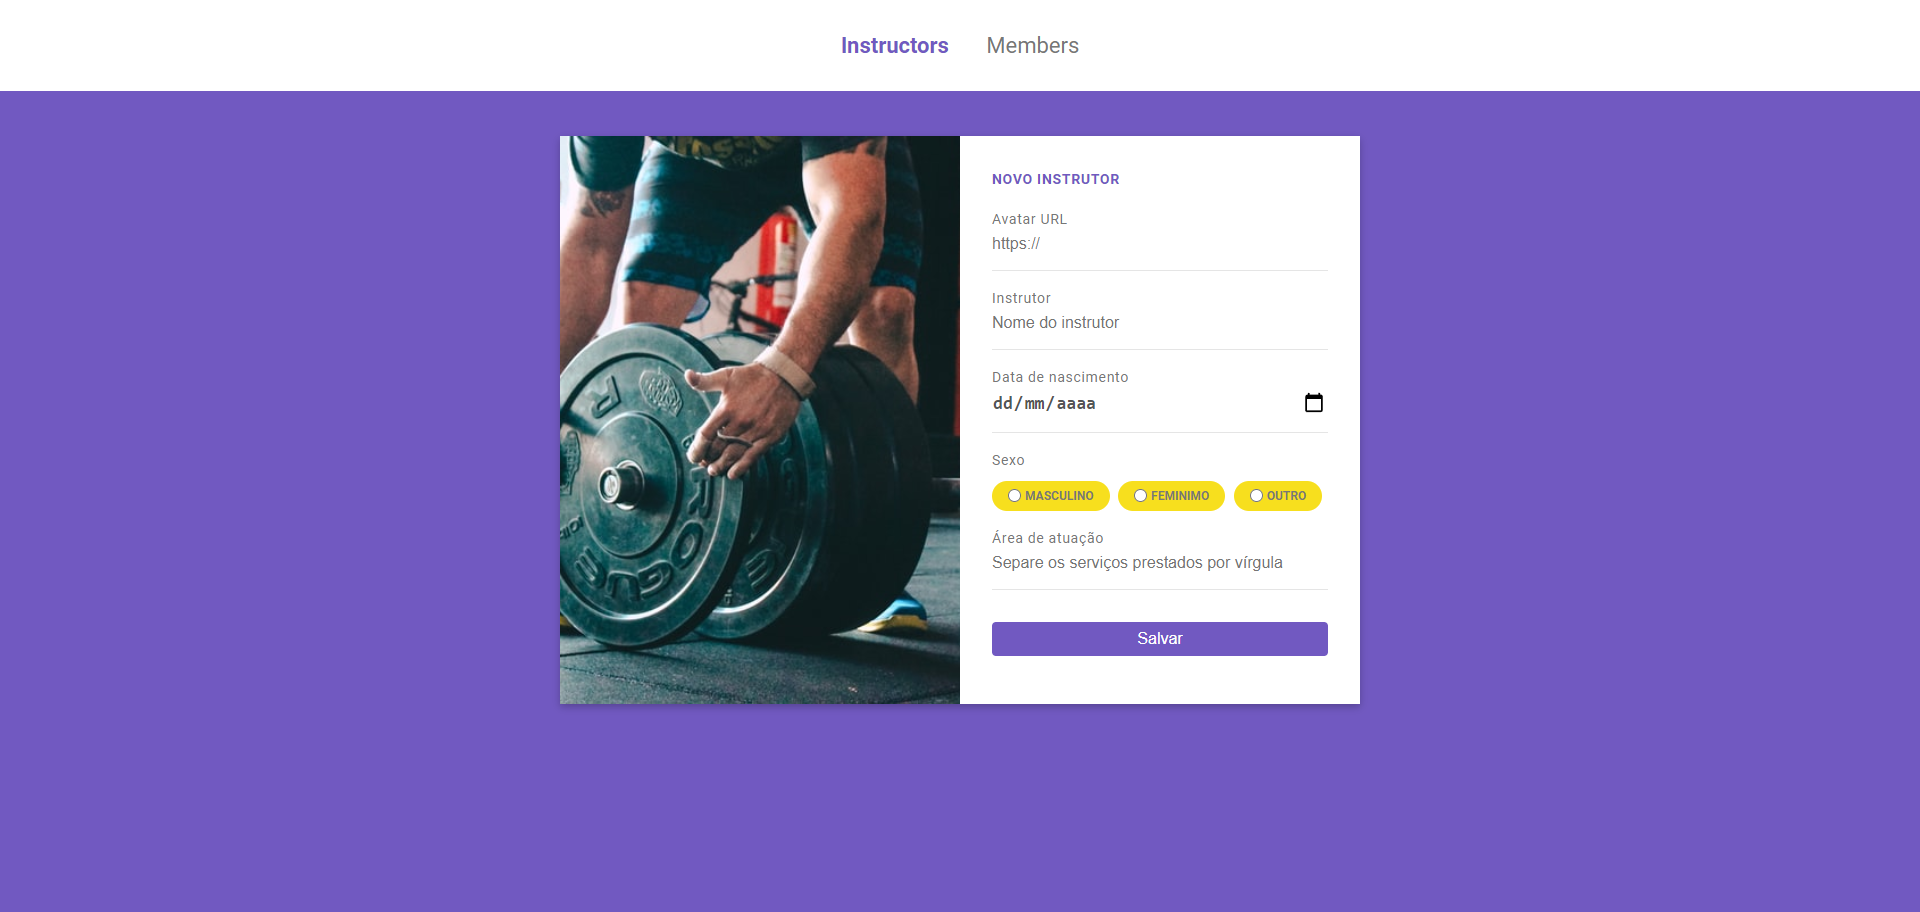 Instructors Members
NOVO INSTRUTOR
Avatar URL
https://
Instrutor
Nome do instrutor
Data de nascimento
dd/mm/aaaa
Sexo
MASCULINO FEMINIMO OUTRO
Área de atuação
Separe os serviços prestados por vírgula
Salvar
R
ROGUE